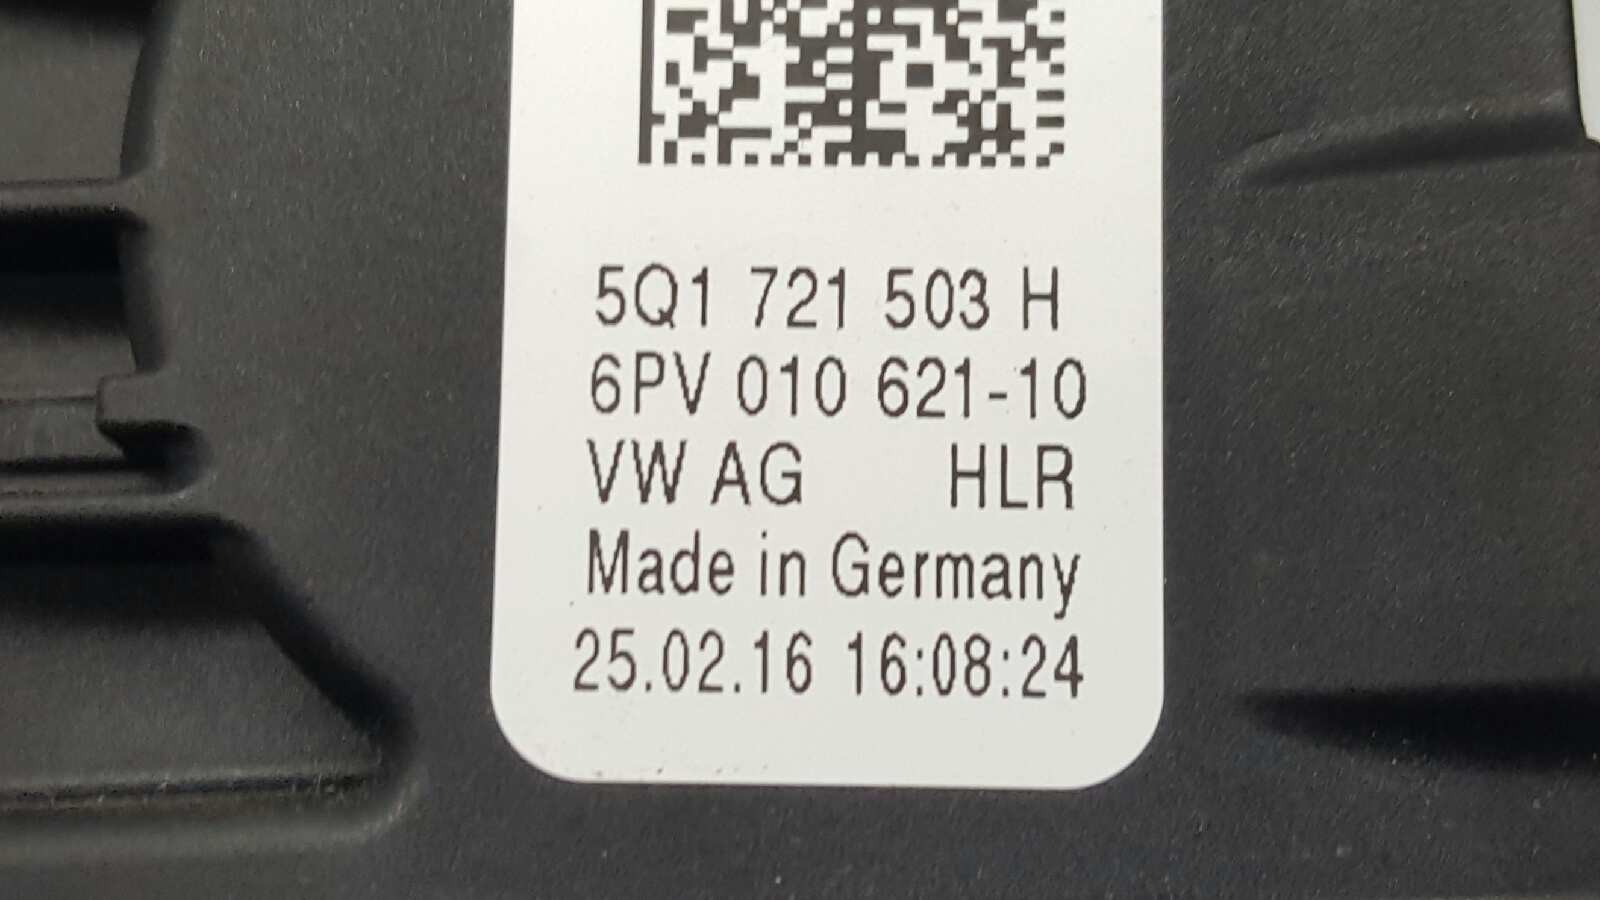 5Q1 721 503 H
6PV 010 621-10
VW AG HLR
Made in Germany
25.02.16 16:08:24